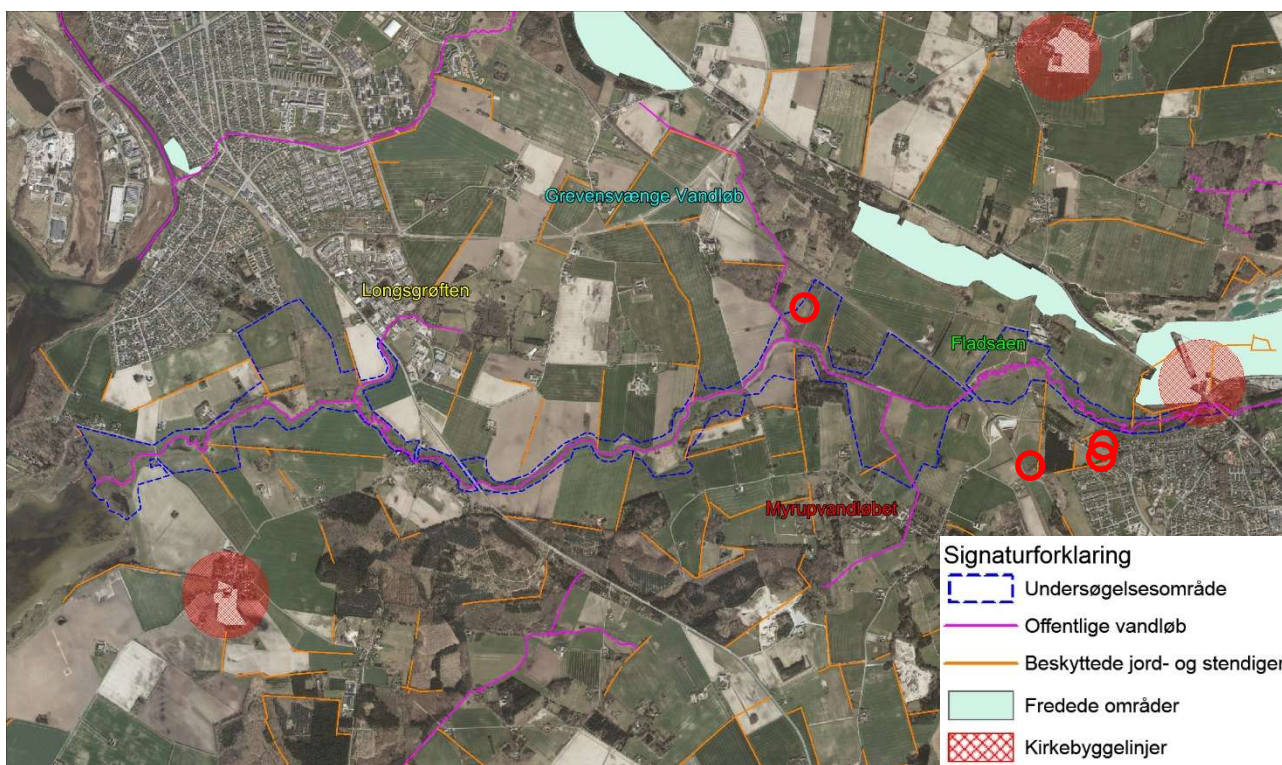 Grevensvænge Vandløb
Longsgrøften
Fladsåen
Myrupvandløbet
Signaturforklaring
Undersøgelsesområde
Offentlige vandløb
Beskyttede jord- og stendiger
Fredede områder
Kirkebyggelinjer